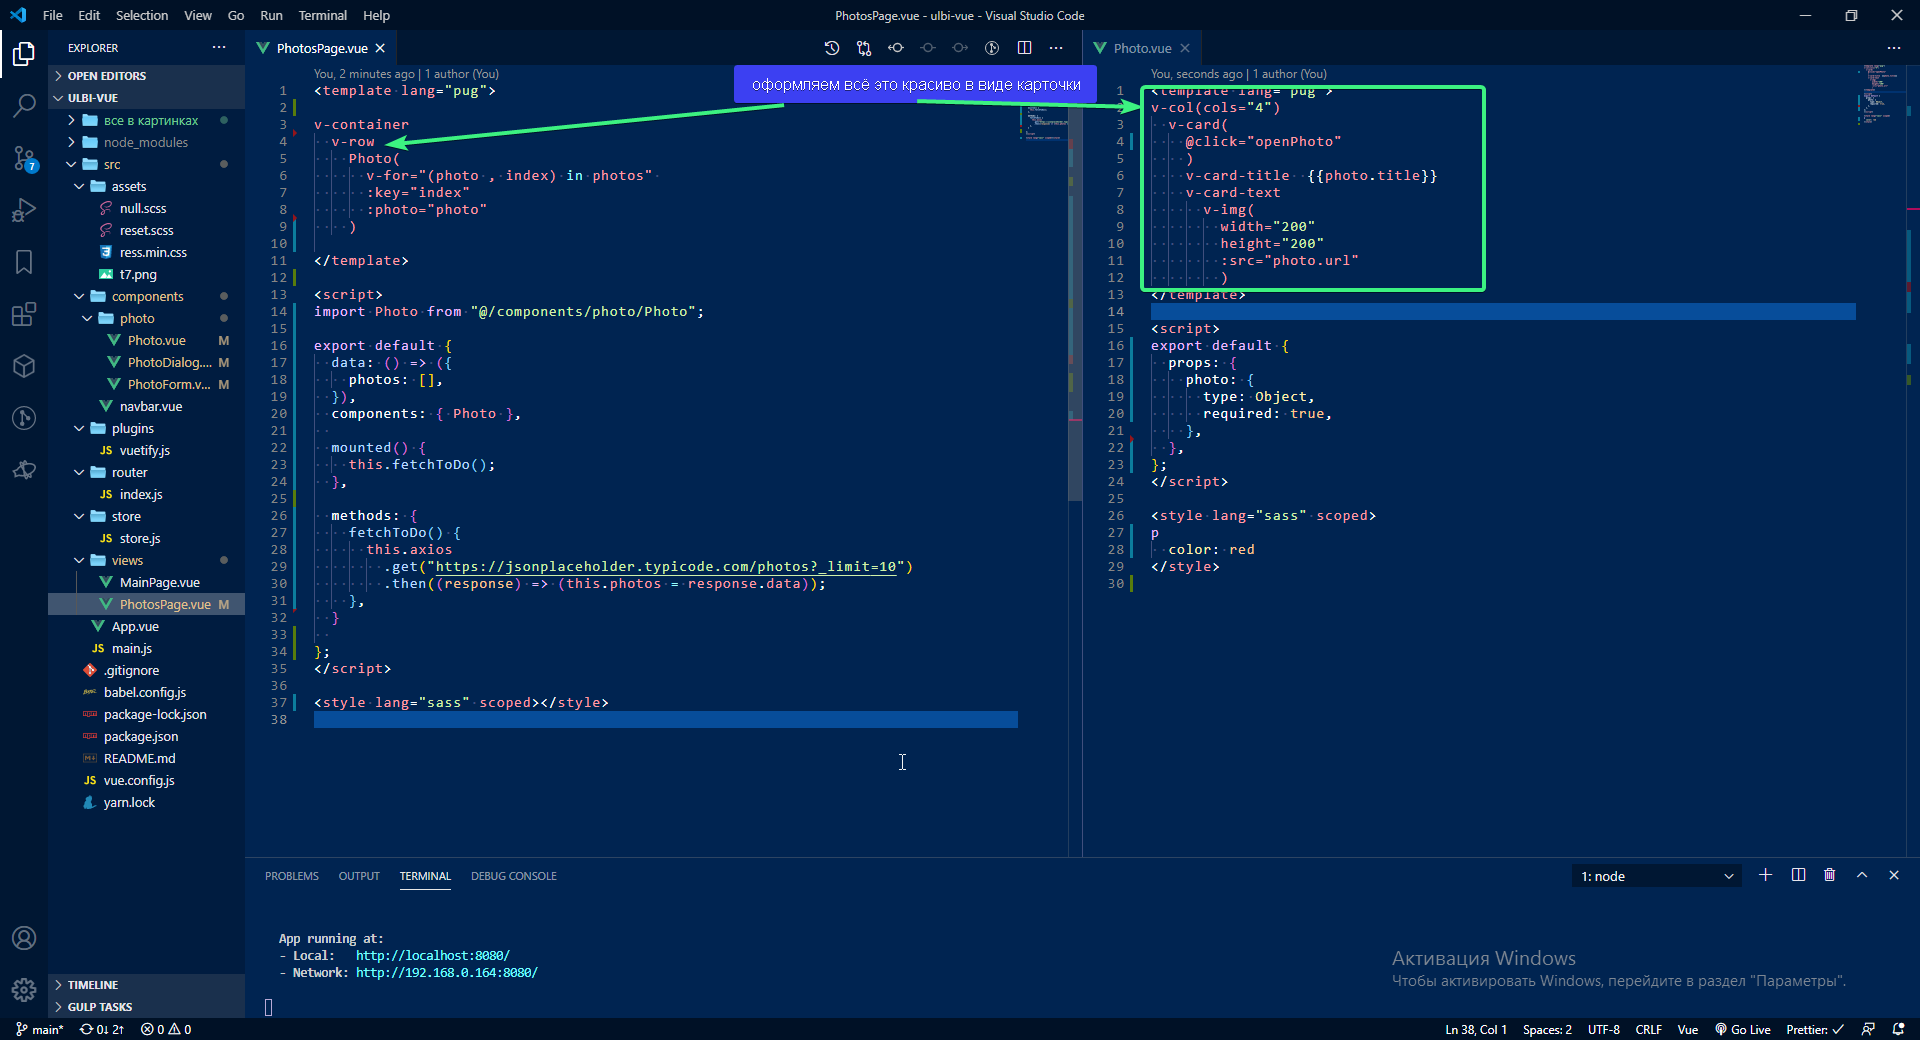 File Edit Selection View Go Run Terminal Help
PhotosPage.vue - ulbi-vue - Visual Studio Code
EXPLORER
OPEN EDITORS
ULBI-VUE
все в картинках
node_modules
src
assets
null.scss
reset.scss
ress.min.css
t7.png
components
photo
Photo.vue M
PhotoDialog.... M
PhotoForm.v... M
navbar.vue
plugins
JS vuetify.js
router
JS index.js
store
JS store.js
views
MainPage.vue
PhotosPage.vue M
App.vue
JS main.js
.gitignore
babel.config.js
package-lock.json
package.json
README.md
JS vue.config.js
yarn.lock
TIMELINE
GULP TASKS
7
PhotosPage.vue
You, 2 minutes ago | 1 author (You)
оформляем всё это красиво в виде карточки
1 <template lang="pug">
2
3 v-container
4 v-row
5 Photo(
6 v-for="(photo , index) in photos"
7 :key="index"
8 :photo="photo"
9 )
10
11 </template>
12
13 <script>
14 import Photo from "@/components/photo/Photo";
15
16 export default {
17 data: () => ({
18 photos: [],
19 }),
20 components: { Photo },
21
22 mounted() {
23 this.fetchToDo();
24 },
25
26 methods: {
27 fetchToDo() {
28 this.axios
29 .get("https://jsonplaceholder.typicode.com/photos?_limit=10")
30 .then((response) => (this.photos = response.data));
31 },
32 }
33
34 };
35 </script>
36
37 <style lang="sass" scoped></style>
38
Photo.vue
You, seconds ago | 1 author (You)
1 <template lang="pug">
2 v-col(cols="4")
3 v-card(
4 @click="openPhoto"
5 )
6 v-card-title {{photo.title}}
7 v-card-text
8 v-img(
9 width="200"
10 height="200"
11 :src="photo.url"
12 )
13 </template>
14
15 <script>
16 export default {
17 props: {
18 photo: {
19 type: Object,
20 required: true,
21 },
22 },
23 };
24 </script>
25
26 <style lang="sass" scoped>
27 p
28 color: red
29 </style>
30
PROBLEMS OUTPUT TERMINAL DEBUG CONSOLE
1: node
App running at:
- Local: http://localhost:8080/
- Network: http://192.168.0.164:8080/
Активация Windows
Чтобы активировать Windows, перейдите в раздел "Параметры".
main* 0↓ 2↑ 0 0
Ln 38, Col 1 Spaces: 2 UTF-8 CRLF Vue Go Live Prettier: ✓